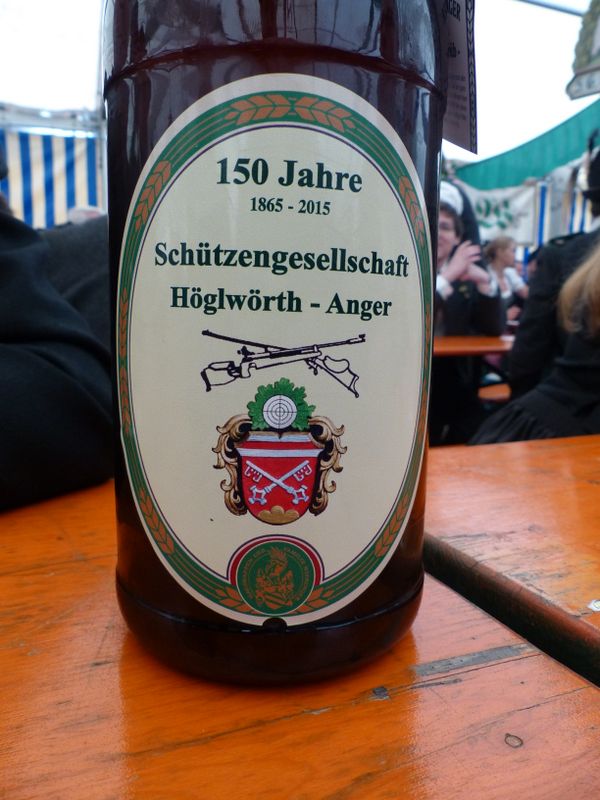 150 Jahre
1865 - 2015
Schützengesellschaft
Höglwörth - Anger